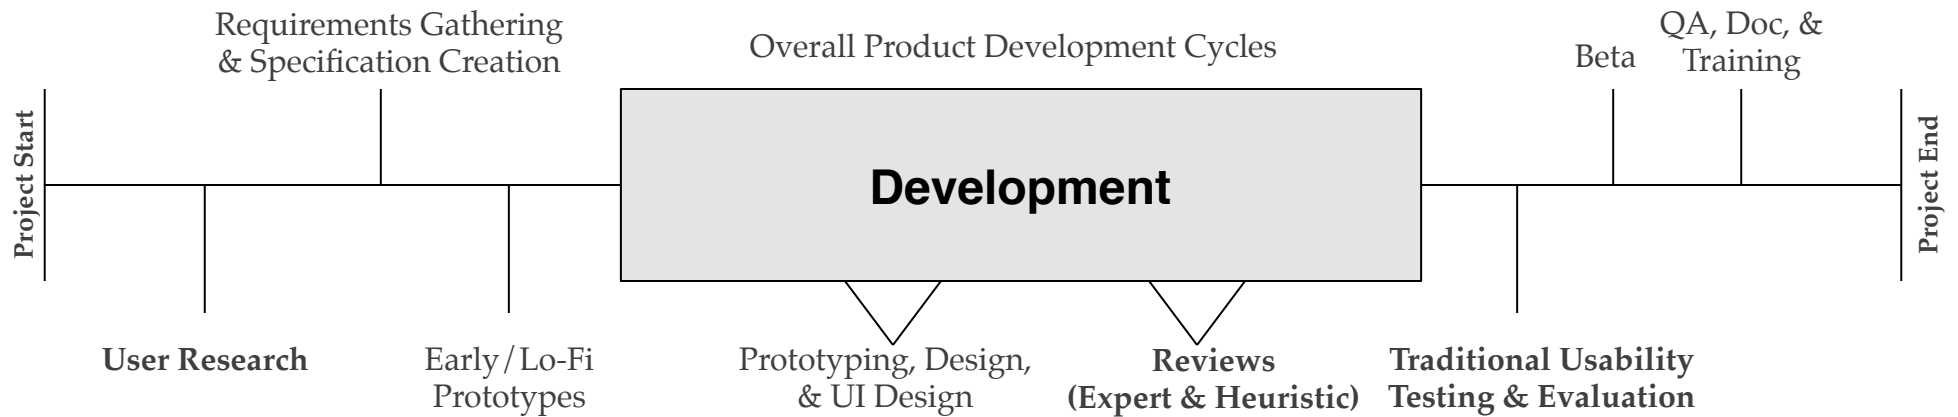 Requirements Gathering
& Specification Creation
Overall Product Development Cycles
Beta
QA, Doc, &
Training
Project Start
Development
Project End
User Research
Early/Lo-Fi
Prototypes
Prototyping, Design,
& UI Design
Reviews
(Expert & Heuristic)
Traditional Usability
Testing & Evaluation